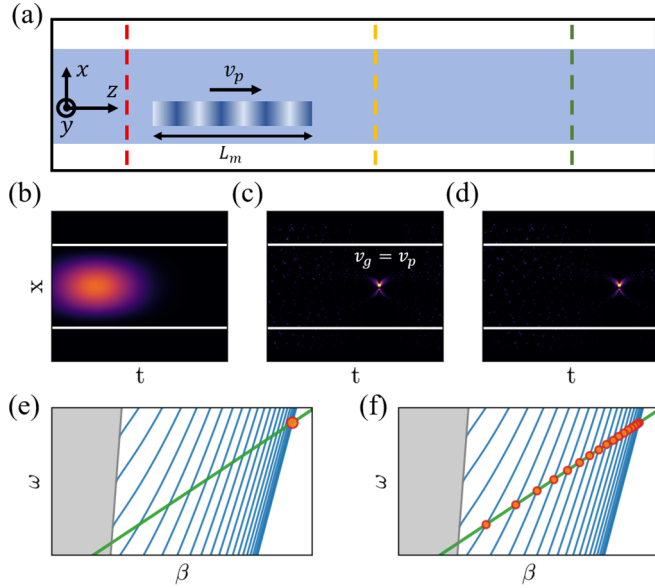 (a)
x
v_p
z
y
L_m
(b)
(c)
(d)
v_g = v_p
x
t
t
t
(e)
(f)
ω
ω
β
β